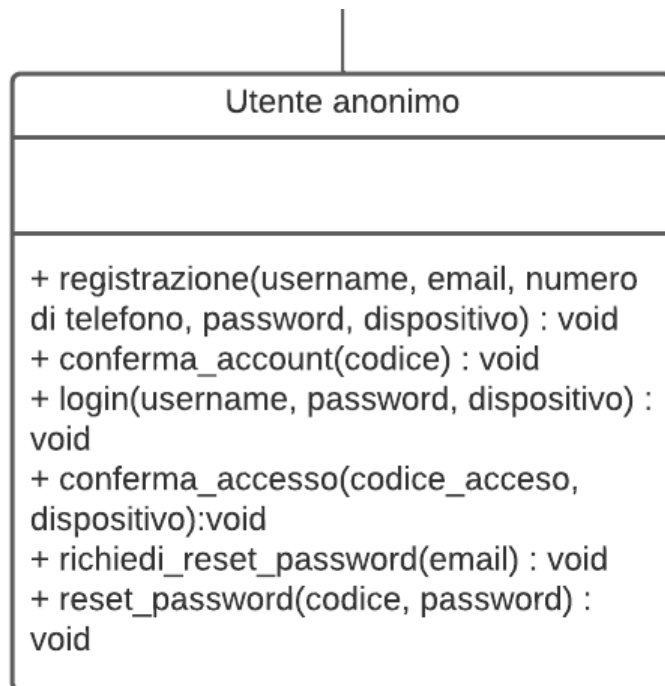 Utente anonimo
+ registrazione(username, email, numero
di telefono, password, dispositivo) : void
+ conferma_account(codice) : void
+ login(username, password, dispositivo) :
void
+ conferma_accesso(codice_acceso,
dispositivo):void
+ richiedi_reset_password(email) : void
+ reset_password(codice, password) :
void